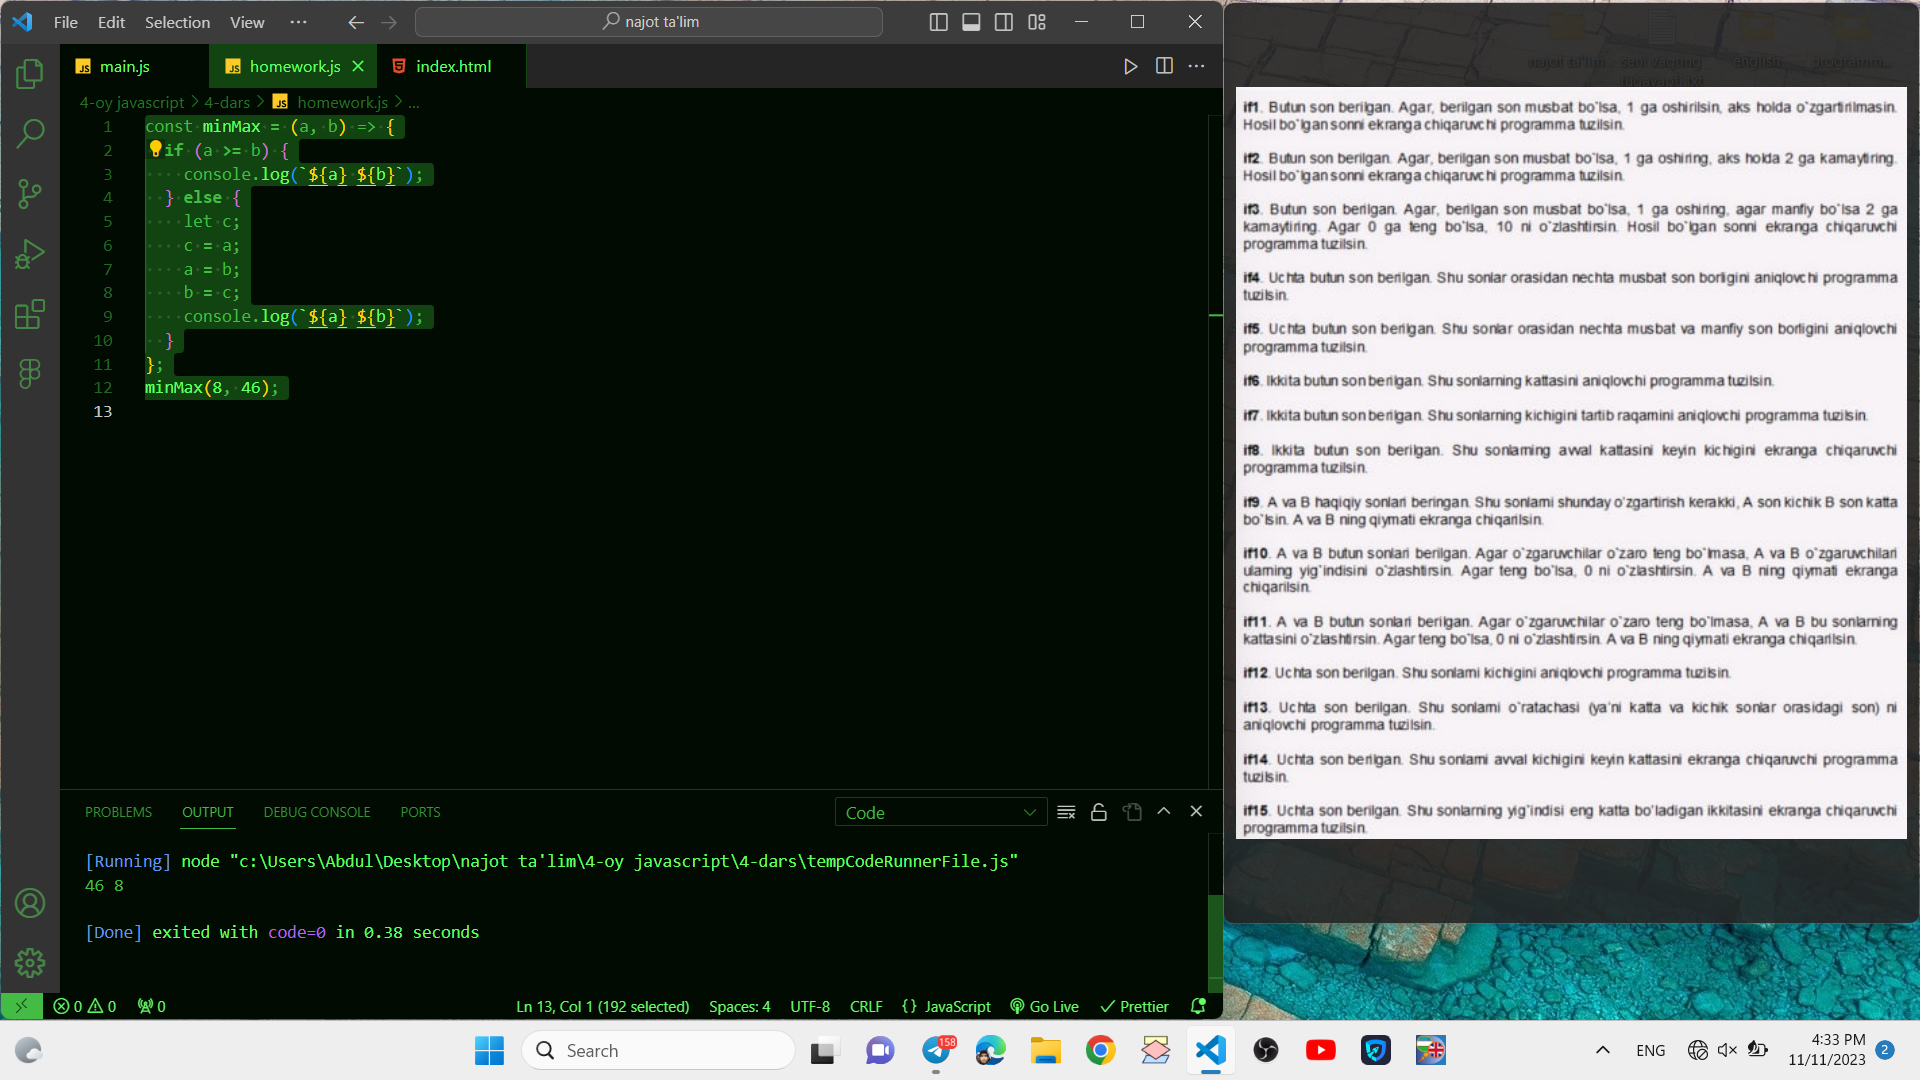 File Edit Selection View ··· najot ta'lim
main.js homework.js index.html
4-oy javascript > 4-dars > homework.js > ...
1 const minMax = (a, b) => {
2 if (a >= b) {
3 console.log(`${a} ${b}`);
4 } else {
5 let c;
6 c = a;
7 a = b;
8 b = c;
9 console.log(`${a} ${b}`);
10 }
11 };
12 minMax(8, 46);
13
PROBLEMS OUTPUT DEBUG CONSOLE PORTS Code
[Running] node "c:\Users\Abdul\Desktop\najot ta'lim\4-oy javascript\4-dars\tempCodeRunnerFile.js"
46 8
[Done] exited with code=0 in 0.38 seconds
0 0 0 Ln 13, Col 1 (192 selected) Spaces: 4 UTF-8 CRLF {} JavaScript Go Live Prettier
najot ta'lim... english programm...
if1. Butun son berilgan. Agar, berilgan son musbat bo`lsa, 1 ga oshirilsin, aks holda o`zgartirilmasin.
Hosil bo`lgan sonni ekranga chiqaruvchi programma tuzilsin.
if2. Butun son berilgan. Agar, berilgan son musbat bo`lsa, 1 ga oshiring, aks holda 2 ga kamaytiring.
Hosil bo`lgan sonni ekranga chiqaruvchi programma tuzilsin.
if3. Butun son berilgan. Agar, berilgan son musbat bo`lsa, 1 ga oshiring, agar manfiy bo`lsa 2 ga
kamaytiring. Agar 0 ga teng bo`lsa, 10 ni o`zlashtirsin. Hosil bo`lgan sonni ekranga chiqaruvchi
programma tuzilsin.
if4. Uchta butun son berilgan. Shu sonlar orasidan nechta musbat son borligini aniqlovchi programma
tuzilsin.
if5. Uchta butun son berilgan. Shu sonlar orasidan nechta musbat va manfiy son borligini aniqlovchi
programma tuzilsin.
if6. Ikkita butun son berilgan. Shu sonlarning kattasini aniqlovchi programma tuzilsin.
if7. Ikkita butun son berilgan. Shu sonlarning kichigini tartib raqamini aniqlovchi programma tuzilsin.
if8. Ikkita butun son berilgan. Shu sonlarning avval kattasini keyin kichigini ekranga chiqaruvchi
programma tuzilsin.
if9. A va B haqiqiy sonlari beringan. Shu sonlarni shunday o`zgartirish kerakki, A son kichik B son katta
bo`lsin. A va B ning qiymati ekranga chiqarilsin.
if10. A va B butun sonlari berilgan. Agar o`zgaruvchilar o`zaro teng bo`lmasa, A va B o`zgaruvchilari
ularning yig`indisini o`zlashtirsin. Agar teng bo`lsa, 0 ni o`zlashtirsin. A va B ning qiymati ekranga
chiqarilsin.
if11. A va B butun sonlari berilgan. Agar o`zgaruvchilar o`zaro teng bo`lmasa, A va B bu sonlarning
kattasini o`zlashtirsin. Agar teng bo`lsa, 0 ni o`zlashtirsin. A va B ning qiymati ekranga chiqarilsin.
if12. Uchta son berilgan. Shu sonlarni kichigini aniqlovchi programma tuzilsin.
if13. Uchta son berilgan. Shu sonlarni o`ratachasi (ya'ni katta va kichik sonlar orasidagi son) ni
aniqlovchi programma tuzilsin.
if14. Uchta son berilgan. Shu sonlarni avval kichigini keyin kattasini ekranga chiqaruvchi programma
tuzilsin.
if15. Uchta son berilgan. Shu sonlarning yig`indisi eng katta bo`ladigan ikkitasini ekranga chiqaruvchi
programma tuzilsin.
Search 158 ENG 4:33 PM 2
11/11/2023